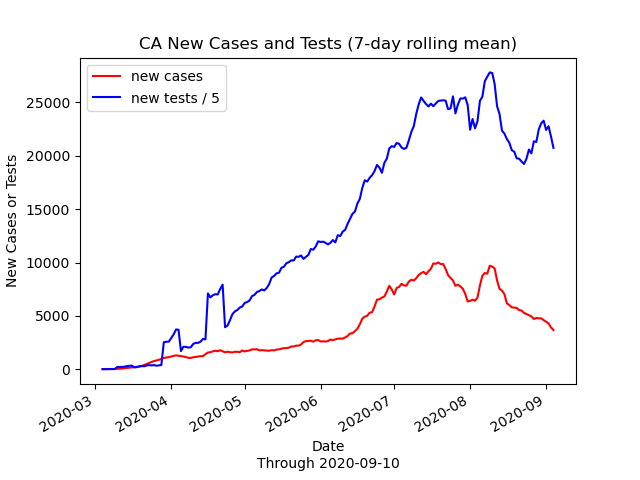 CA New Cases and Tests (7-day rolling mean)
new cases
new tests / 5
25000
20000
15000
10000
5000
0
New Cases or Tests
2020-03
2020-04
2020-05
2020-06
2020-07
2020-08
2020-09
Date
Through 2020-09-10